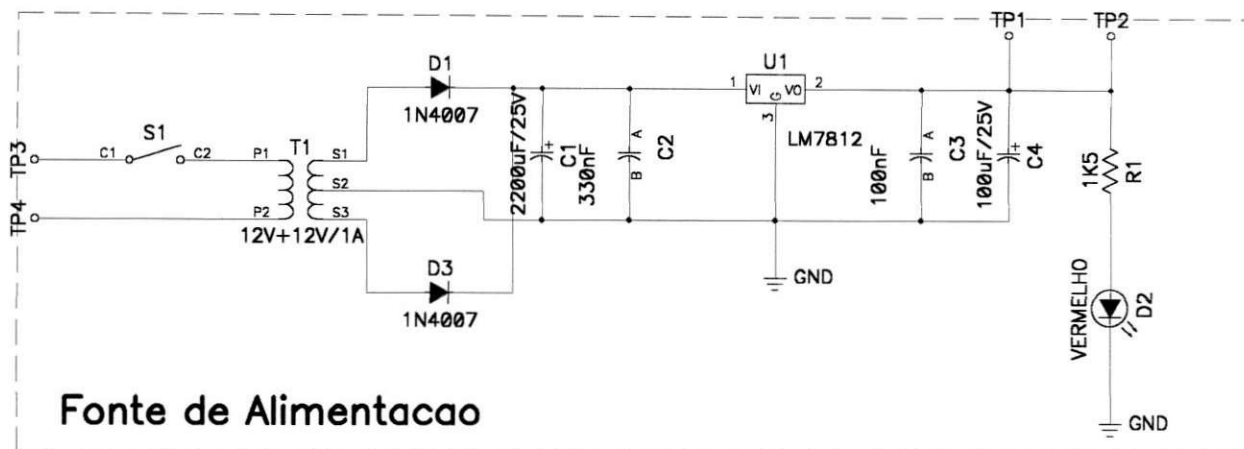 TP1
TP2
D1
1N4007
U1
1
VI
G
VO
2
3
LM7812
S1
C1
C2
TP3
TP4
T1
P1
P2
S1
S2
S3
12V+12V/1A
2200uF/25V
+
C1
330nF
A
B
C2
100nF
A
B
C3
100uF/25V
+
C4
1K5
R1
D3
1N4007
GND
VERMELHO
D2
GND
Fonte de Alimentacao